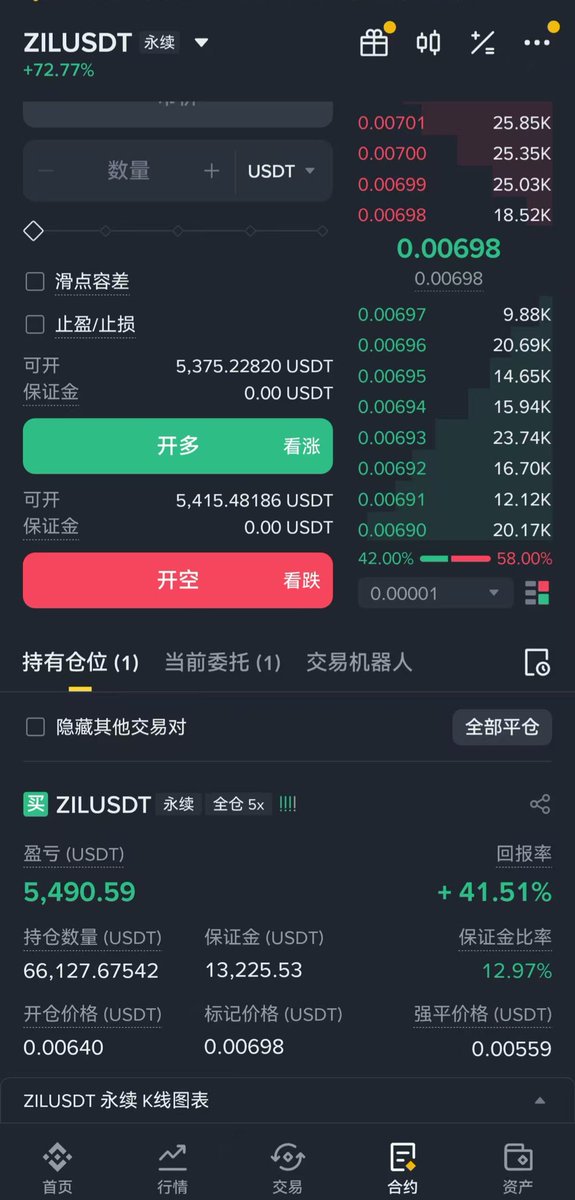 ZILUSDT 永续
+72.77%
数量 USDT
滑点容差
止盈/止损
可开 5,375.22820 USDT
保证金 0.00 USDT
开多 看涨
可开 5,415.48186 USDT
保证金 0.00 USDT
开空 看跌
0.00701 25.85K
0.00700 25.35K
0.00699 25.03K
0.00698 18.52K
0.00698
0.00698
0.00697 9.88K
0.00696 20.69K
0.00695 14.65K
0.00694 15.94K
0.00693 23.74K
0.00692 16.70K
0.00691 12.12K
0.00690 20.17K
42.00% 58.00%
0.00001
持有仓位 (1) 当前委托 (1) 交易机器人
隐藏其他交易对 全部平仓
买 ZILUSDT 永续 全仓 5x !!!!
盈亏 (USDT) 回报率
5,490.59 + 41.51%
持仓数量 (USDT) 保证金 (USDT) 保证金比率
66,127.67542 13,225.53 12.97%
开仓价格 (USDT) 标记价格 (USDT) 强平价格 (USDT)
0.00640 0.00698 0.00559
ZILUSDT 永续 K线图表
首页 行情 交易 合约 资产